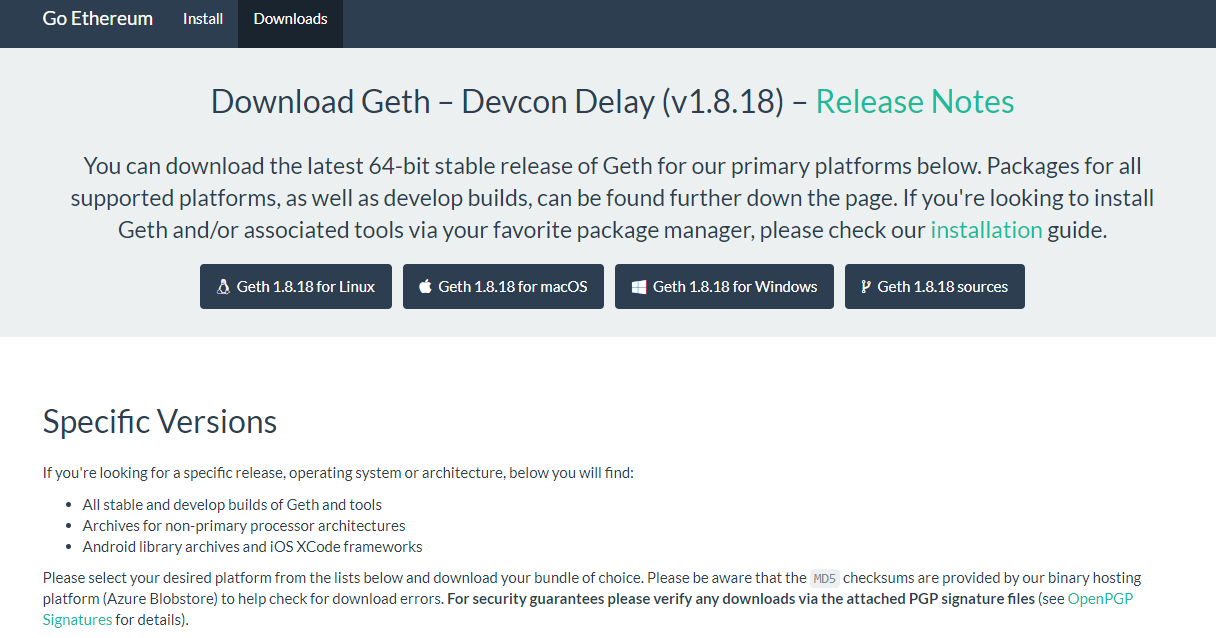 Go Ethereum Install Downloads
Download Geth – Devcon Delay (v1.8.18) – Release Notes
You can download the latest 64-bit stable release of Geth for our primary platforms below. Packages for all
supported platforms, as well as develop builds, can be found further down the page. If you're looking to install
Geth and/or associated tools via your favorite package manager, please check our installation guide.
Geth 1.8.18 for Linux Geth 1.8.18 for macOS Geth 1.8.18 for Windows Geth 1.8.18 sources
Specific Versions
If you're looking for a specific release, operating system or architecture, below you will find:
• All stable and develop builds of Geth and tools
• Archives for non-primary processor architectures
• Android library archives and iOS XCode frameworks
Please select your desired platform from the lists below and download your bundle of choice. Please be aware that the MD5 checksums are provided by our binary hosting
platform (Azure Blobstore) to help check for download errors. For security guarantees please verify any downloads via the attached PGP signature files (see OpenPGP
Signatures for details).